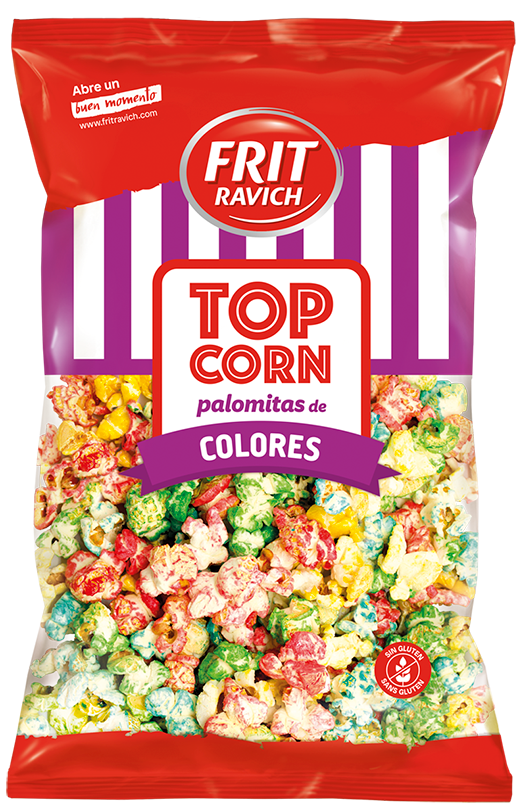 Abre un
buen momento
www.fritravich.com
FRIT
RAVICH
TOP
CORN
palomitas de
COLORES
SIN GLUTEN
SANS GLUTEN